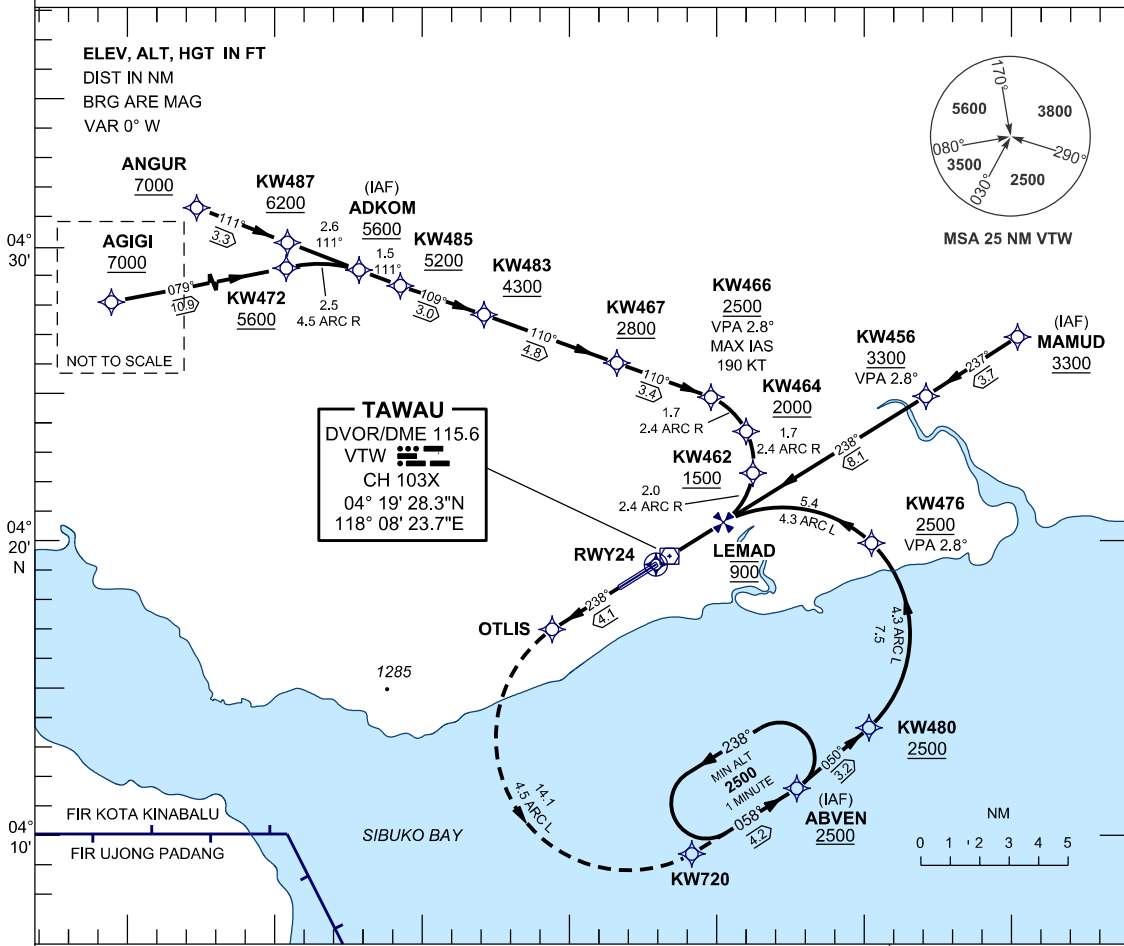 ELEV, ALT, HGT IN FT
DIST IN NM
BRG ARE MAG
VAR 0° W
170°
5600
3800
080°
290°
3500
030°
2500
MSA 25 NM VTW
ANGUR
7000
KW487
6200
(IAF)
ADKOM
5600
KW485
5200
KW483
4300
KW466
2500
VPA 2.8°
MAX IAS
190 KT
111°
3.3
2.6
111°
1.5
111°
04°
30'
AGIGI
7000
079°
10.9
KW472
5600
2.5
4.5 ARC R
109°
3.0
110°
4.8
KW467
2800
110°
3.4
NOT TO SCALE
KW456
3300
VPA 2.8°
(IAF)
MAMUD
3300
237°
3.7
KW464
2000
1.7
2.4 ARC R
1.7
2.4 ARC R
238°
8.1
TAWAU
DVOR/DME 115.6
VTW
CH 103X
04° 19' 28.3"N
118° 08' 23.7"E
KW462
1500
2.0
2.4 ARC R
5.4
4.3 ARC L
KW476
2500
VPA 2.8°
04°
20'
N
RWY24
LEMAD
900
238°
4.1
OTLIS
4.3 ARC L
7.5
1285
KW480
2500
238°
MIN ALT
2500
1 MINUTE
058°
4.2
050°
3.2
(IAF)
ABVEN
2500
14.1
4.5 ARC L
KW720
FIR KOTA KINABALU
FIR UJONG PADANG
SIBUKO BAY
04°
10'
NM
0 1 2 3 4 5